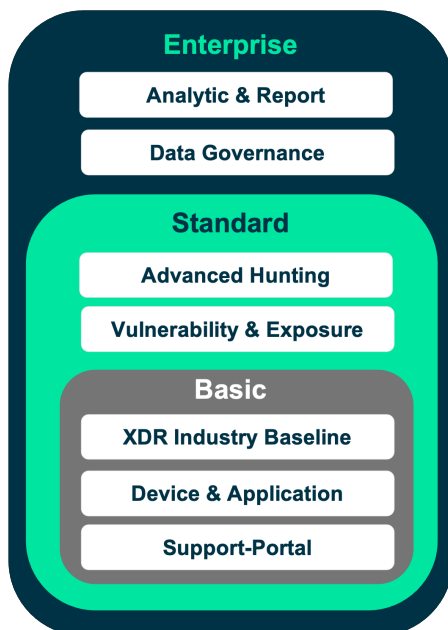 Enterprise
Analytic & Report
Data Governance
Standard
Advanced Hunting
Vulnerability & Exposure
Basic
XDR Industry Baseline
Device & Application
Support-Portal